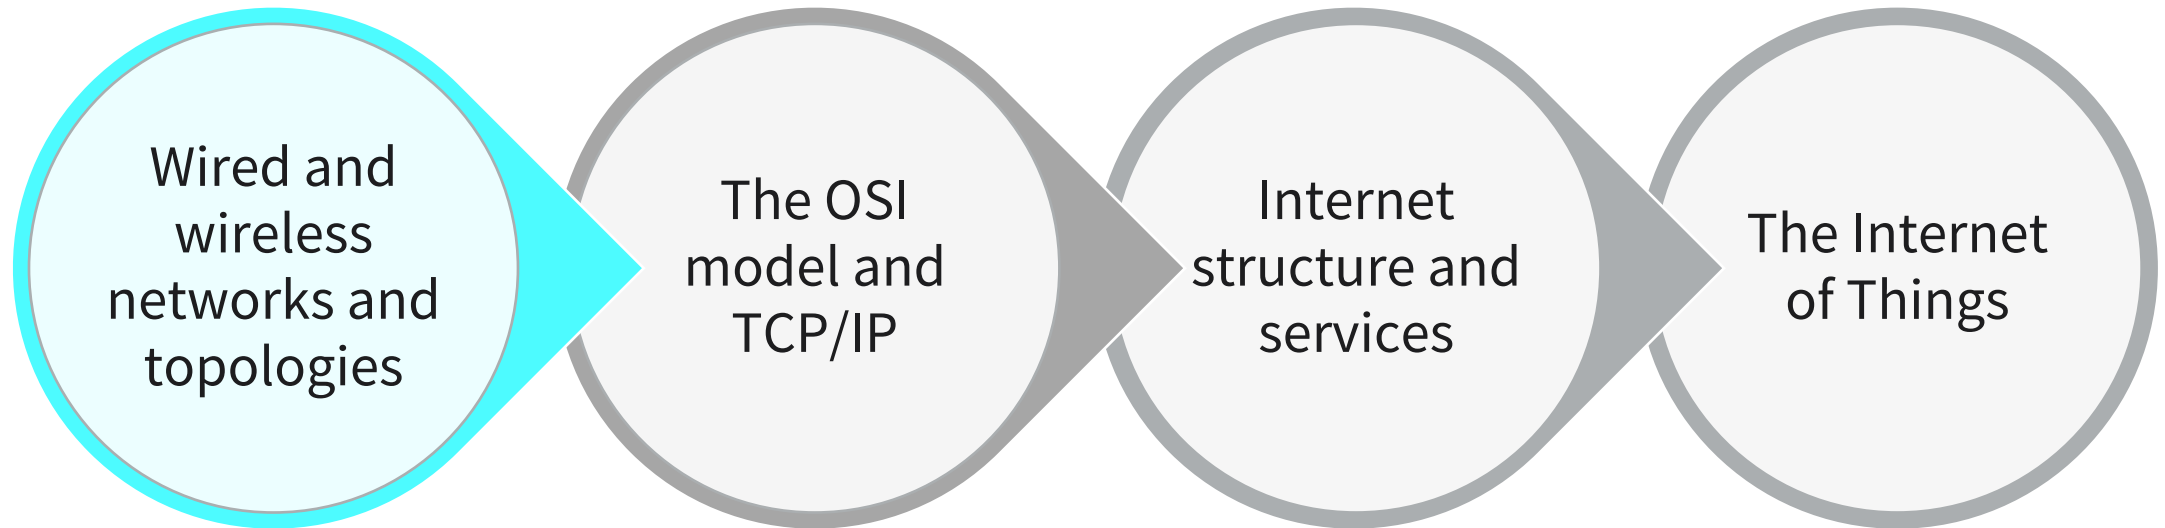 Wired and
wireless
networks and
topologies
The OSI
model and
TCP/IP
Internet
structure and
services
The Internet
of Things